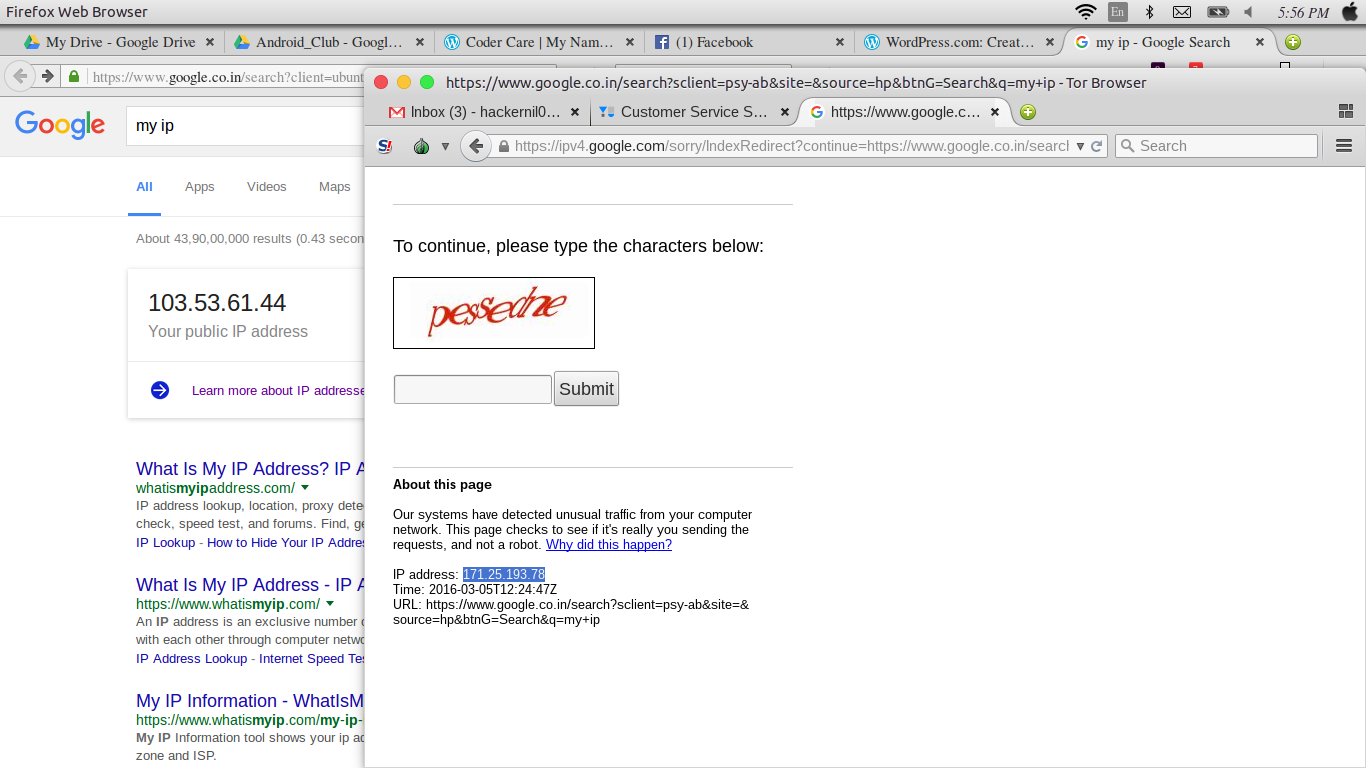 Firefox Web Browser
En
5:56 PM
My Drive - Google Drive
Android_Club - Googl…
Coder Care | My Nam…
(1) Facebook
WordPress.com: Creat…
my ip - Google Search
https://www.google.co.in/search?client=ubunt
Google
my ip
All
Apps
Videos
Maps
About 43,90,00,000 results (0.43 secon
103.53.61.44
Your public IP address
Learn more about IP addresse
What Is My IP Address? IP A
whatismyipaddress.com/
IP address lookup, location, proxy dete
check, speed test, and forums. Find, ge
IP Lookup - How to Hide Your IP Addre
What Is My IP Address - IP A
https://www.whatismyip.com/
An IP address is an exclusive number
with each other through computer netwo
IP Address Lookup - Internet Speed Tes
My IP Information - WhatIsM
https://www.whatismyip.com/my-ip-
My IP Information tool shows your ip ad
zone and ISP.
https://www.google.co.in/search?sclient=psy-ab&site=&source=hp&btnG=Search&q=my+ip - Tor Browser
Inbox (3) - hackernil0…
Customer Service S…
https://www.google.c…
https://ipv4.google.com/sorry/IndexRedirect?continue=https://www.google.co.in/search
Search
To continue, please type the characters below:
pessedne
Submit
About this page
Our systems have detected unusual traffic from your computer
network. This page checks to see if it's really you sending the
requests, and not a robot. Why did this happen?
IP address: 171.25.193.78
Time: 2016-03-05T12:24:47Z
URL: https://www.google.co.in/search?sclient=psy-ab&site=&
source=hp&btnG=Search&q=my+ip